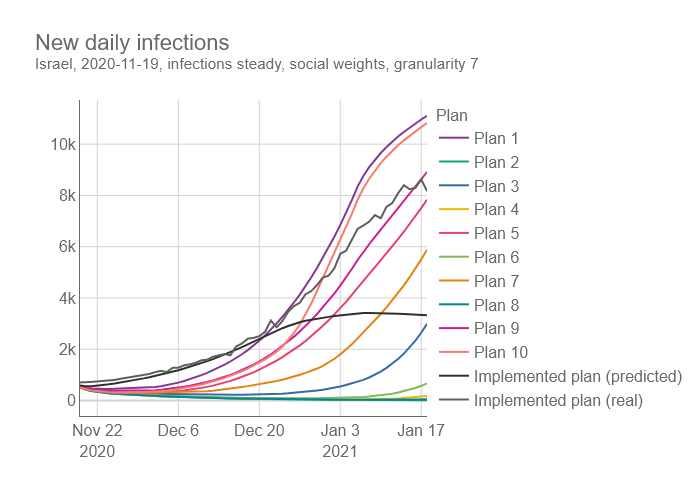 New daily infections
Israel, 2020-11-19, infections steady, social weights, granularity 7
Plan
10k
8k
6k
4k
2k
0
Plan 1
Plan 2
Plan 3
Plan 4
Plan 5
Plan 6
Plan 7
Plan 8
Plan 9
Plan 10
Implemented plan (predicted)
Implemented plan (real)
Nov 22 Dec 6 Dec 20 Jan 3 Jan 17
2020 2021